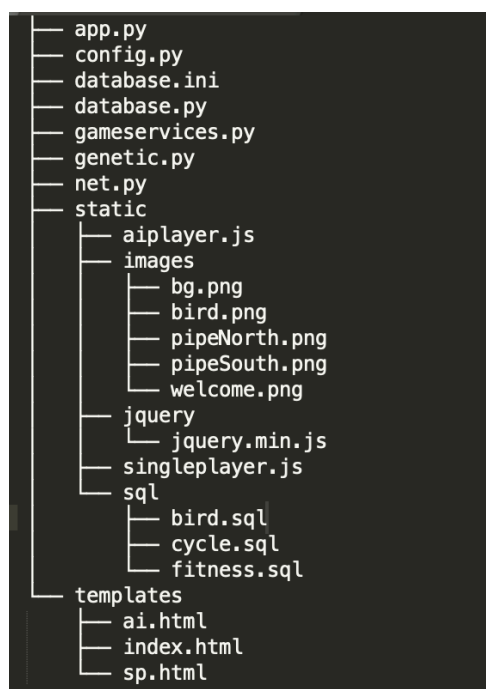 app.py
config.py
database.ini
database.py
gameservices.py
genetic.py
net.py
static
aiplayer.js
images
bg.png
bird.png
pipeNorth.png
pipeSouth.png
welcome.png
jquery
jquery.min.js
singleplayer.js
sql
bird.sql
cycle.sql
fitness.sql
templates
ai.html
index.html
sp.html